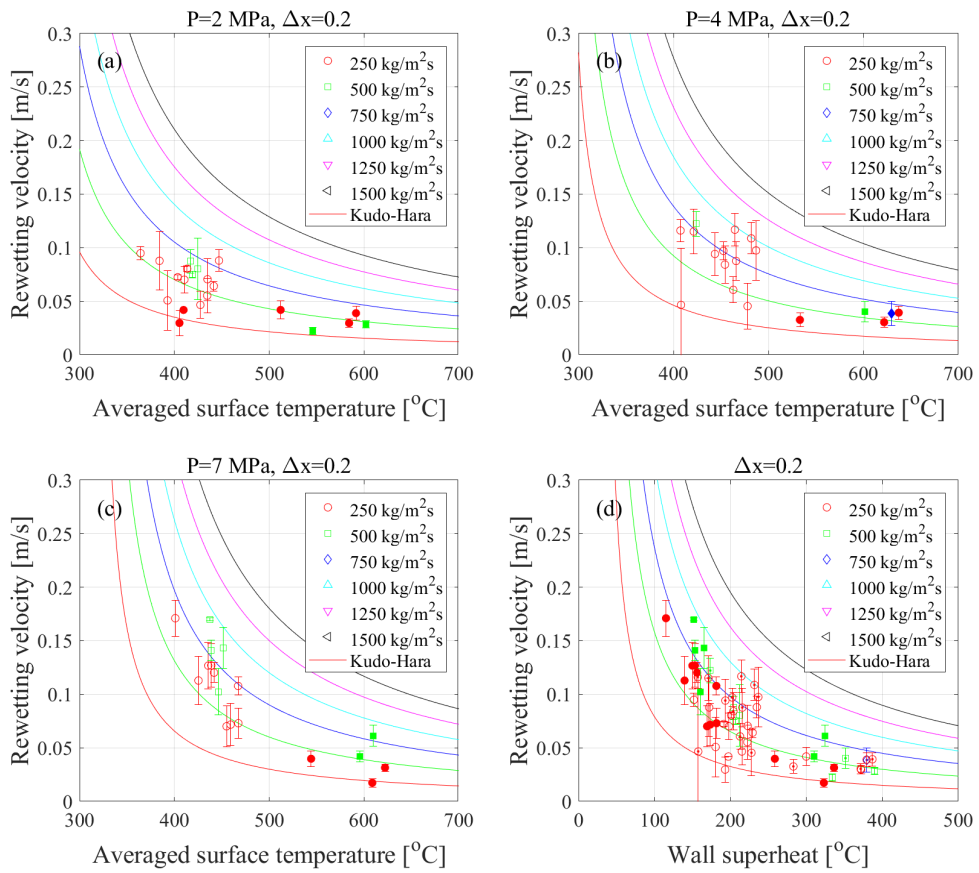 P=2 MPa, Δx=0.2
(a)
0.3
0.25
0.2
0.15
0.1
0.05
0
Rewetting velocity [m/s]
300 400 500 600 700
Averaged surface temperature [°C]
250 kg/m²s
500 kg/m²s
750 kg/m²s
1000 kg/m²s
1250 kg/m²s
1500 kg/m²s
Kudo-Hara
P=4 MPa, Δx=0.2
(b)
0.3
0.25
0.2
0.15
0.1
0.05
0
Rewetting velocity [m/s]
300 400 500 600 700
Averaged surface temperature [°C]
250 kg/m²s
500 kg/m²s
750 kg/m²s
1000 kg/m²s
1250 kg/m²s
1500 kg/m²s
Kudo-Hara
P=7 MPa, Δx=0.2
(c)
0.3
0.25
0.2
0.15
0.1
0.05
0
Rewetting velocity [m/s]
300 400 500 600 700
Averaged surface temperature [°C]
250 kg/m²s
500 kg/m²s
750 kg/m²s
1000 kg/m²s
1250 kg/m²s
1500 kg/m²s
Kudo-Hara
Δx=0.2
(d)
0.3
0.25
0.2
0.15
0.1
0.05
0
Rewetting velocity [m/s]
0 100 200 300 400 500
Wall superheat [°C]
250 kg/m²s
500 kg/m²s
750 kg/m²s
1000 kg/m²s
1250 kg/m²s
1500 kg/m²s
Kudo-Hara